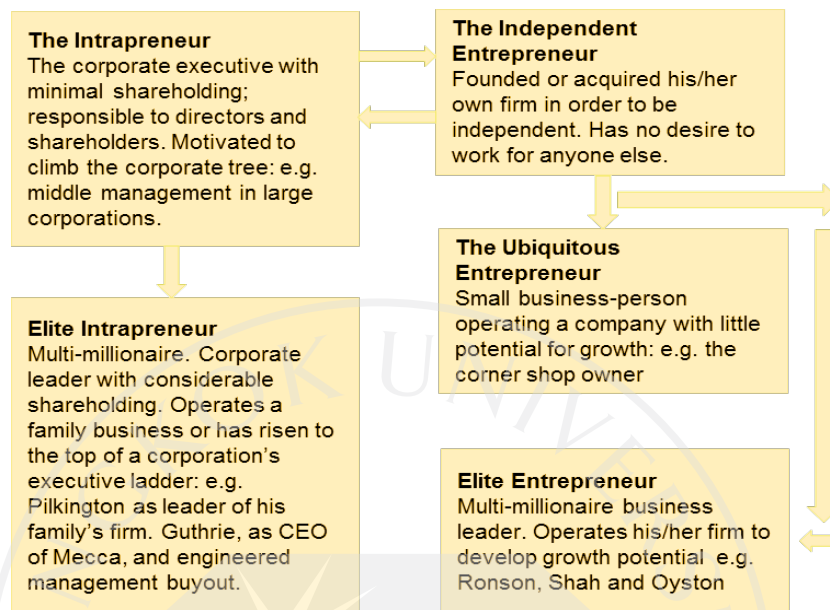 The Intrapreneur
The corporate executive with
minimal shareholding;
responsible to directors and
shareholders. Motivated to
climb the corporate tree: e.g.
middle management in large
corporations.
The Independent
Entrepreneur
Founded or acquired his/her
own firm in order to be
independent. Has no desire to
work for anyone else.
The Ubiquitous
Entrepreneur
Small business-person
operating a company with little
potential for growth: e.g. the
corner shop owner
Elite Intrapreneur
Multi-millionaire. Corporate
leader with considerable
shareholding. Operates a
family business or has risen to
the top of a corporation's
executive ladder: e.g.
Pilkington as leader of his
family's firm. Guthrie, as CEO
of Mecca, and engineered
management buyout.
Elite Entrepreneur
Multi-millionaire business
leader. Operates his/her firm to
develop growth potential e.g.
Ronson, Shah and Oyston